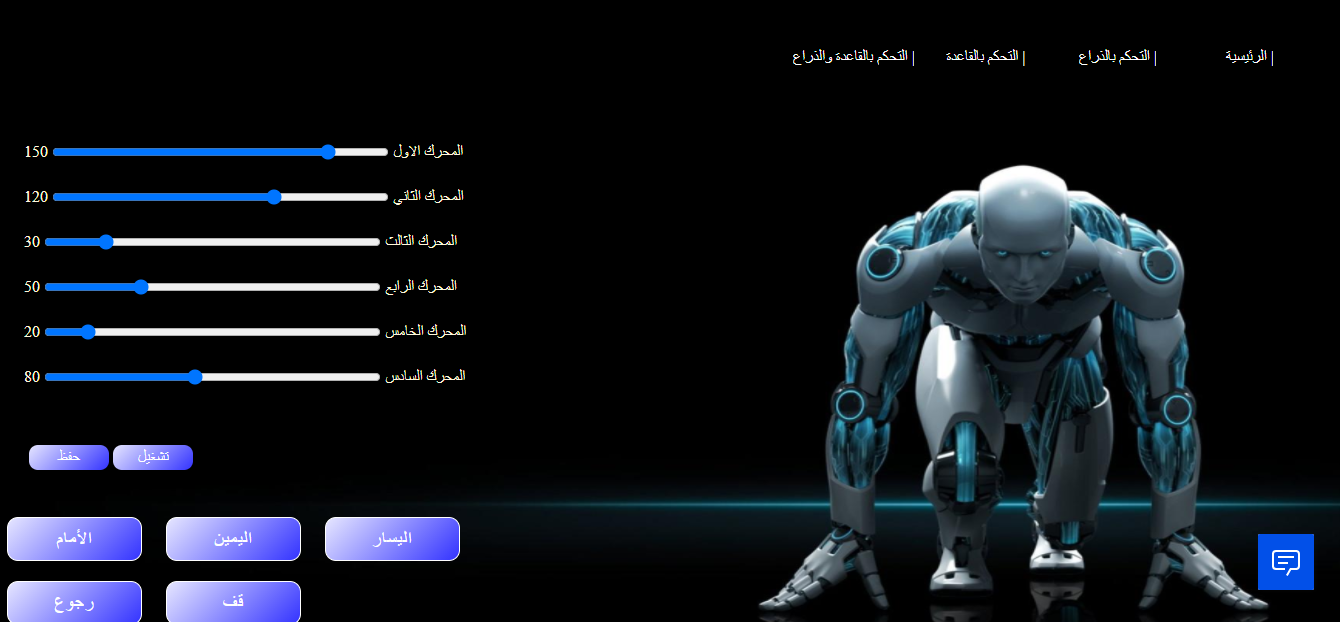 | الرئيسية | التحكم بالذراع | التحكم بالقاعدة | التحكم بالقاعدة والذراع
المحرك الاول 150
المحرك الثاني 120
المحرك الثالث 30
المحرك الرابع 50
المحرك الخامس 20
المحرك السادس 80
تشغيل حفظ
اليسار اليمين الأمام
قف رجوع